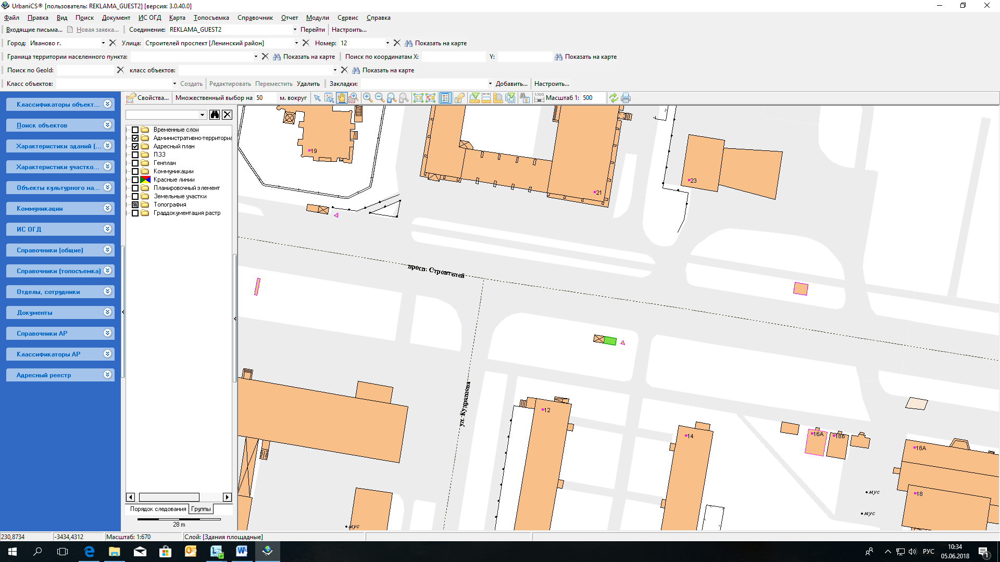 UrbaniCS® [пользователь: REKLAMA_GUEST2] [версия: 3.0.40.0]
Файл Правка Вид Поиск Документ ИС ОГД Карта Топосъемка Справочник Отчет Модули Сервис Справка
Входящие письма... Новая заявка... Соединение: REKLAMA_GUEST2 Перейти Настроить...
Город: Иваново г. Улица: Строителей проспект [Ленинский район] Номер: 12 Показать на карте
Граница территории населенного пункта: Показать на карте Поиск по координатам X: Y: Показать на карте
Поиск по GeoId: класс объектов: Показать на карте
Класс объектов: Создать Редактировать Переместить Удалить Закладки: Добавить... Настроить...
Свойства... Множественный выбор на 50 м. вокруг 1:100 Масштаб 1: 500
Классификаторы объект...
Поиск объектов
Характеристики зданий (...
Характеристики участко...
Объекты культурного на...
Коммуникации
ИС ОГД
Справочники (общие)
Справочники (топосъемка)
Отделы, сотрудники
Документы
Справочники АР
Классификаторы АР
Адресный реестр
Временные слои
Административно-территориа
Адресный план
ПЗЗ
Генплан
Коммуникации
Красные линии
Планировочный элемент
Земельные участки
Топография
Граддокументация растр
Порядок следования Группы
28 m
19
21
23
просп. Строителей
ул. Кудряшова
12
14
16А
18Б
18А
18
мус
мус
мус
230,8734 -3434,4312 Масштаб: 1:670 Слой: [Здания площадные]
РУС
10:34
05.06.2018
1